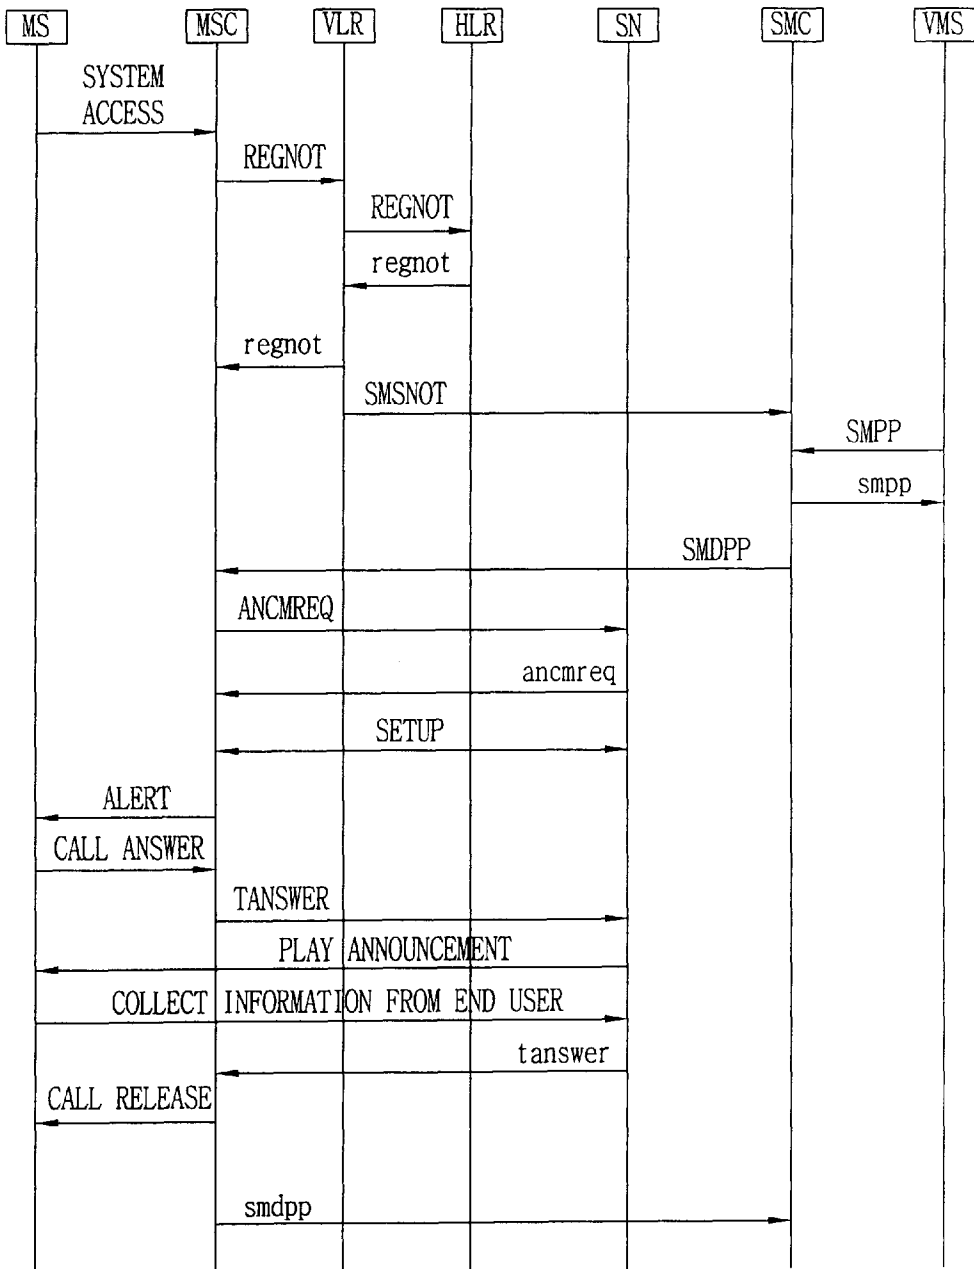 MS MSC VLR HLR SN SMC VMS
SYSTEM
ACCESS
REGNOT
REGNOT
regnot
regnot
SMSNOT
SMPP
smpp
SMDPP
ANCMREQ
ancmreq
SETUP
ALERT
CALL ANSWER
TANSWER
PLAY ANNOUNCEMENT
COLLECT INFORMATION FROM END USER
tanswer
CALL RELEASE
smdpp